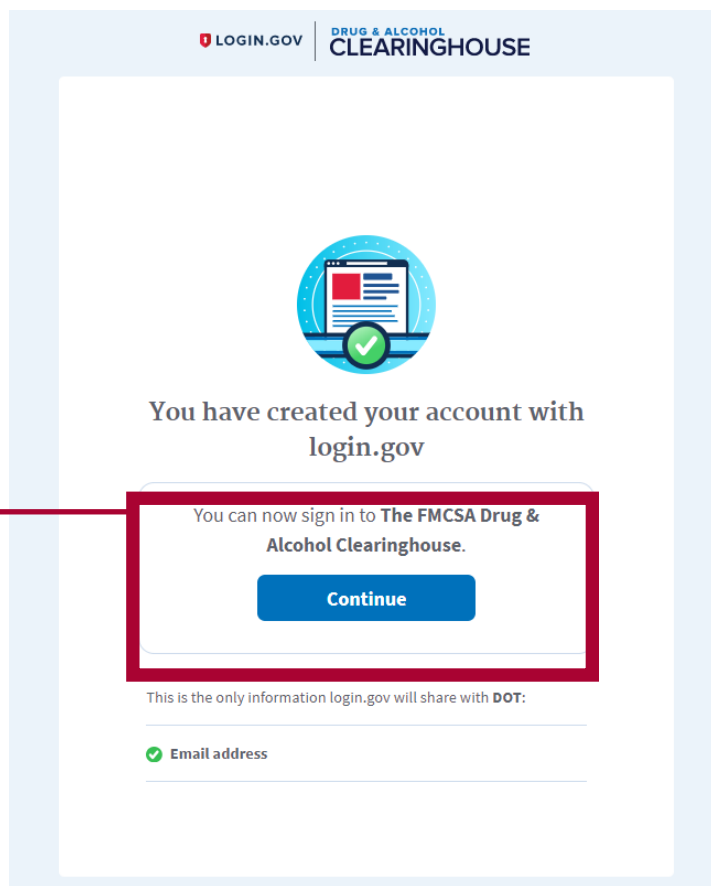 LOGIN.GOV
DRUG & ALCOHOL
CLEARINGHOUSE
You have created your account with
login.gov
You can now sign in to The FMCSA Drug &
Alcohol Clearinghouse.
Continue
This is the only information login.gov will share with DOT:
Email address